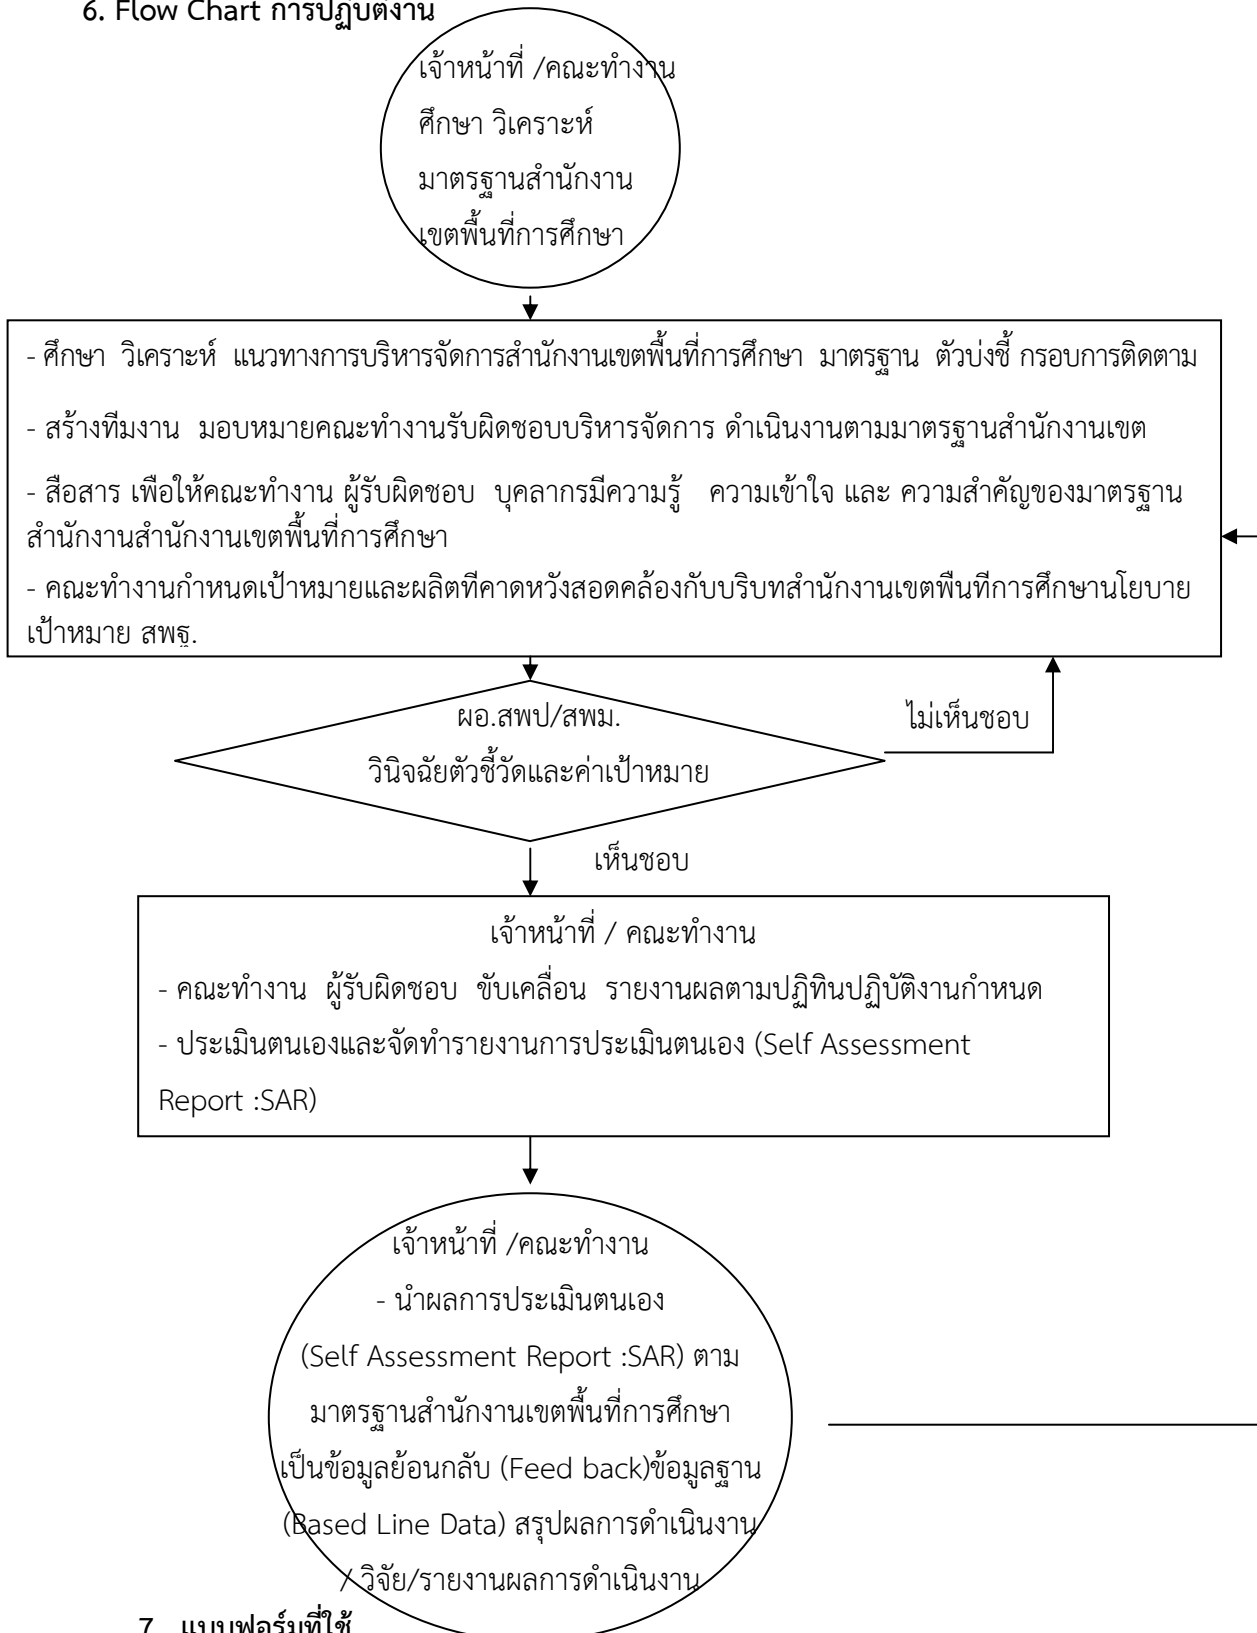 6. Flow Chart การปฏิบัติงาน
เจ้าหน้าที่ /คณะทำงาน
ศึกษา วิเคราะห์
มาตรฐานสำนักงาน
เขตพื้นที่การศึกษา
- ศึกษา วิเคราะห์ แนวทางการบริหารจัดการสำนักงานเขตพื้นที่การศึกษา มาตรฐาน ตัวบ่งชี้ กรอบการติดตาม
- สร้างทีมงาน มอบหมายคณะทำงานรับผิดชอบบริหารจัดการ ดำเนินงานตามมาตรฐานสำนักงานเขต
- สือสาร เพือให้คณะทำงาน ผู้รับผิดชอบ บุคลากรมีความรู้ ความเข้าใจ และ ความสำคัญของมาตรฐาน
สำนักงานสำนักงานเขตพื้นที่การศึกษา
- คณะทำงานกำหนดเป้าหมายและผลิตทีคาดหวังสอดคล้องกับบริบทสำนักงานเขตพืนทีการศึกษานโยบาย
เป้าหมาย สพฐ.
ผอ.สพป/สพม.
วินิจฉัยตัวชี้วัดและค่าเป้าหมาย
ไม่เห็นชอบ
เห็นชอบ
เจ้าหน้าที่ / คณะทำงาน
- คณะทำงาน ผู้รับผิดชอบ ขับเคลื่อน รายงานผลตามปฏิทินปฏิบัติงานกำหนด
- ประเมินตนเองและจัดทำรายงานการประเมินตนเอง (Self Assessment
Report :SAR)
เจ้าหน้าที่ /คณะทำงาน
- นำผลการประเมินตนเอง
(Self Assessment Report :SAR) ตาม
มาตรฐานสำนักงานเขตพื้นที่การศึกษา
เป็นข้อมูลย้อนกลับ (Feed back)ข้อมูลฐาน
(Based Line Data) สรุปผลการดำเนินงาน
/ วิจัย/รายงานผลการดำเนินงาน
7 แบบฟอร์มที่ใช้